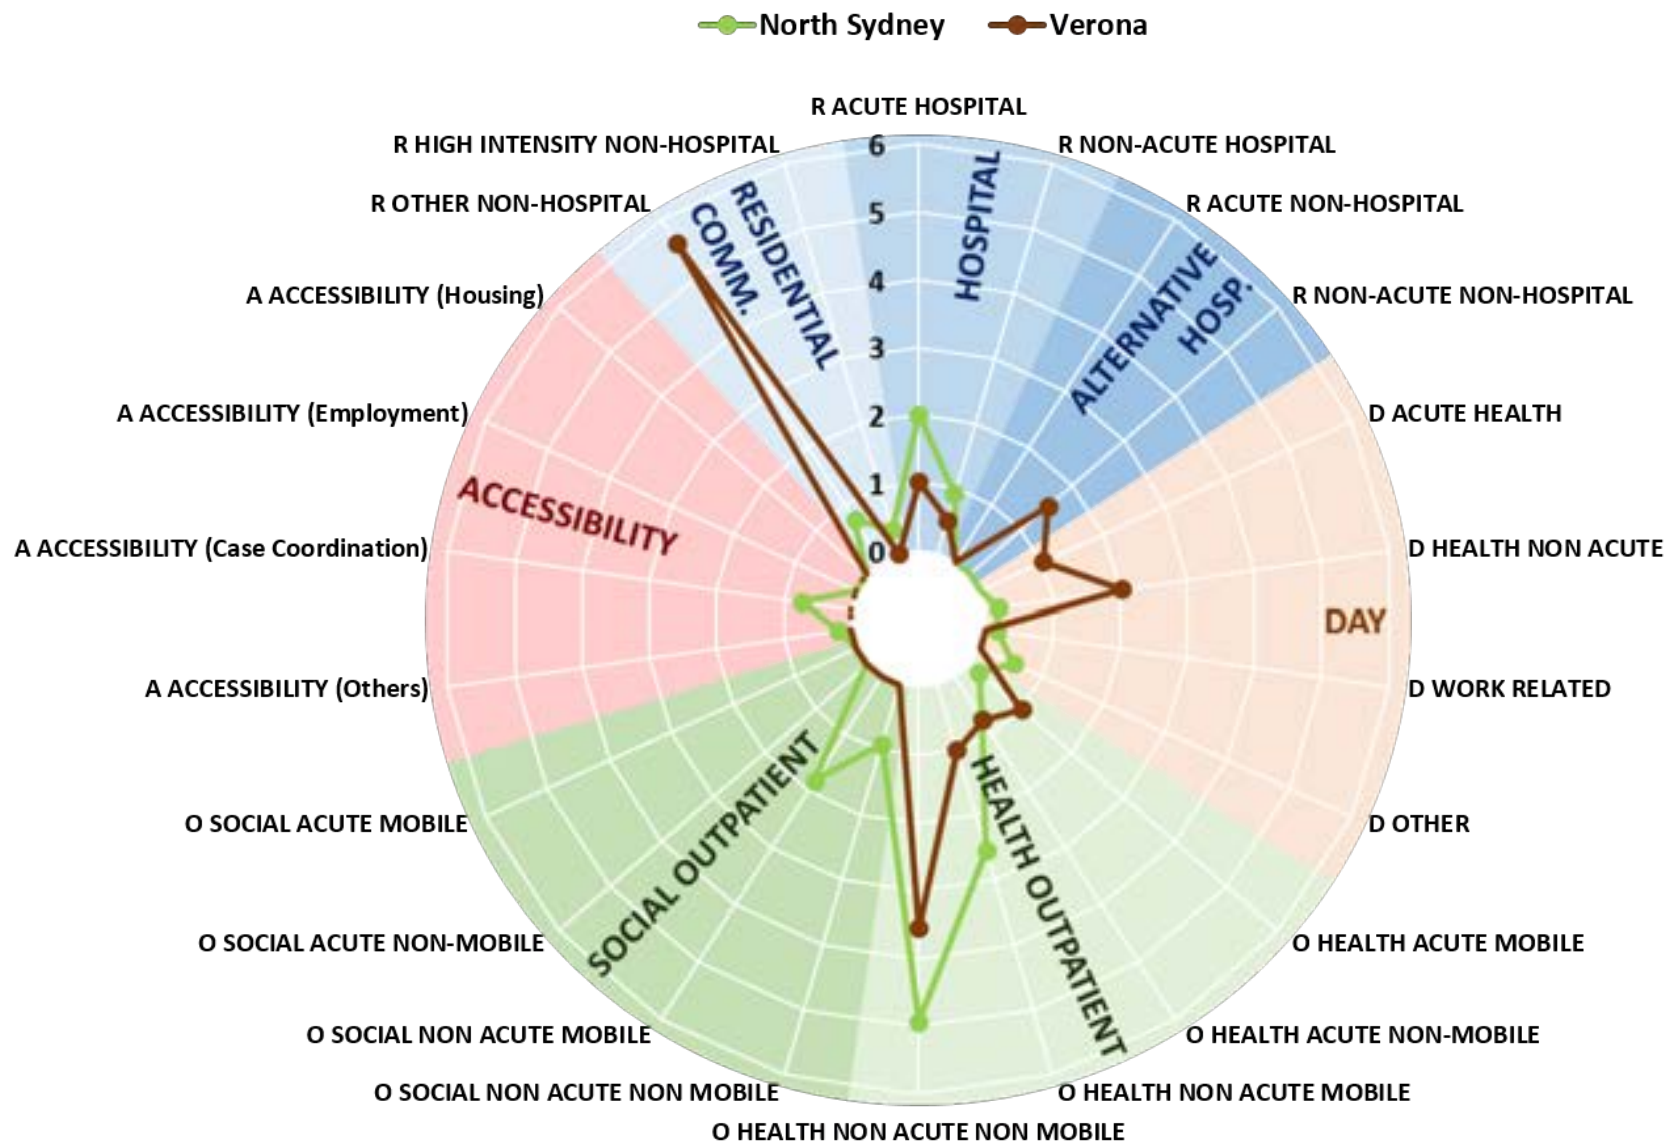 North Sydney
Verona
R ACUTE HOSPITAL
R HIGH INTENSITY NON-HOSPITAL
R NON-ACUTE HOSPITAL
R OTHER NON-HOSPITAL
R ACUTE NON-HOSPITAL
A ACCESSIBILITY (Housing)
R NON-ACUTE NON-HOSPITAL
A ACCESSIBILITY (Employment)
D ACUTE HEALTH
A ACCESSIBILITY (Case Coordination)
D HEALTH NON ACUTE
A ACCESSIBILITY (Others)
D WORK RELATED
O SOCIAL ACUTE MOBILE
D OTHER
O SOCIAL ACUTE NON-MOBILE
O HEALTH ACUTE MOBILE
O SOCIAL NON ACUTE MOBILE
O HEALTH ACUTE NON-MOBILE
O SOCIAL NON ACUTE NON MOBILE
O HEALTH NON ACUTE MOBILE
O HEALTH NON ACUTE NON MOBILE
6
5
4
3
2
1
0
RESIDENTIAL
COMM.
HOSPITAL
ALTERNATIVE
HOSP.
DAY
HEALTH OUTPATIENT
SOCIAL OUTPATIENT
ACCESSIBILITY